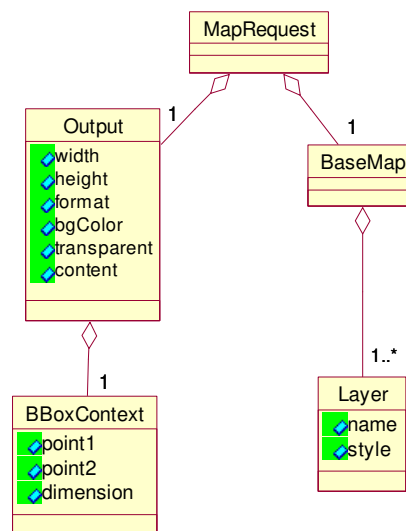 MapRequest
1
1
Output
width
height
format
bgColor
transparent
content
BaseMap
1
1..*
BBoxContext
point1
point2
dimension
Layer
name
style